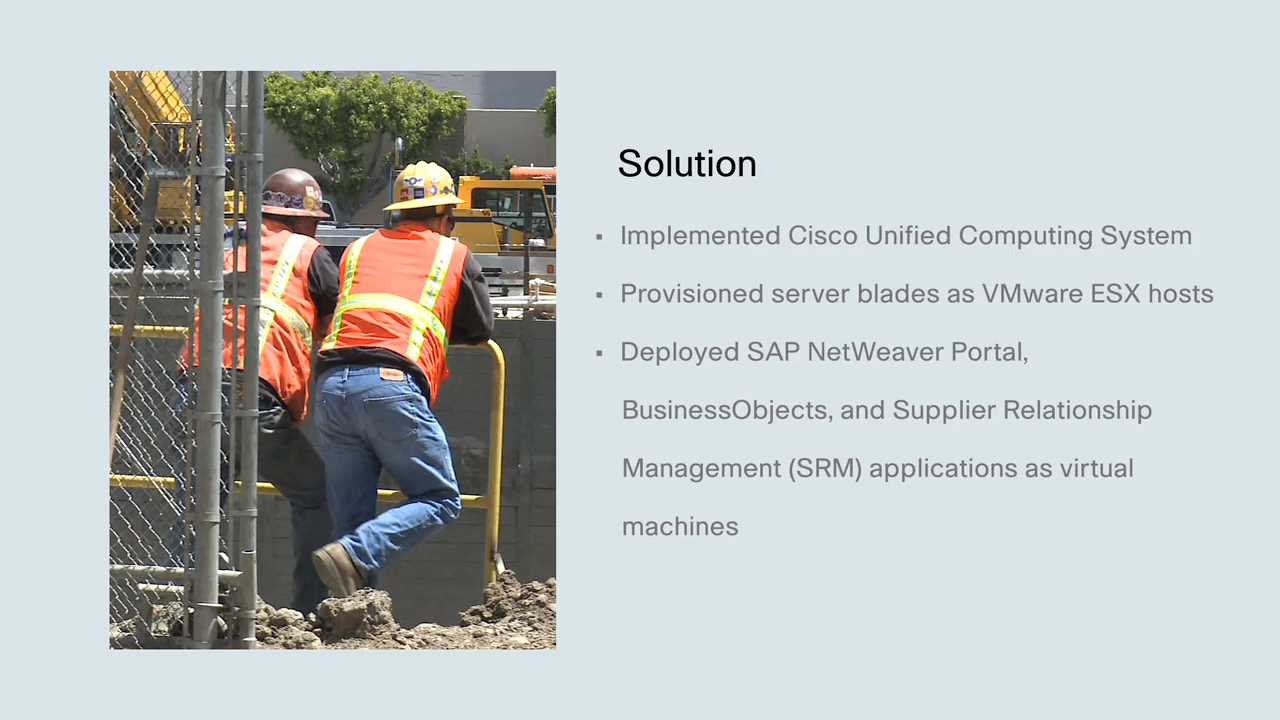 Solution
▪ Implemented Cisco Unified Computing System
▪ Provisioned server blades as VMware ESX hosts
▪ Deployed SAP NetWeaver Portal,
BusinessObjects, and Supplier Relationship
Management (SRM) applications as virtual
machines